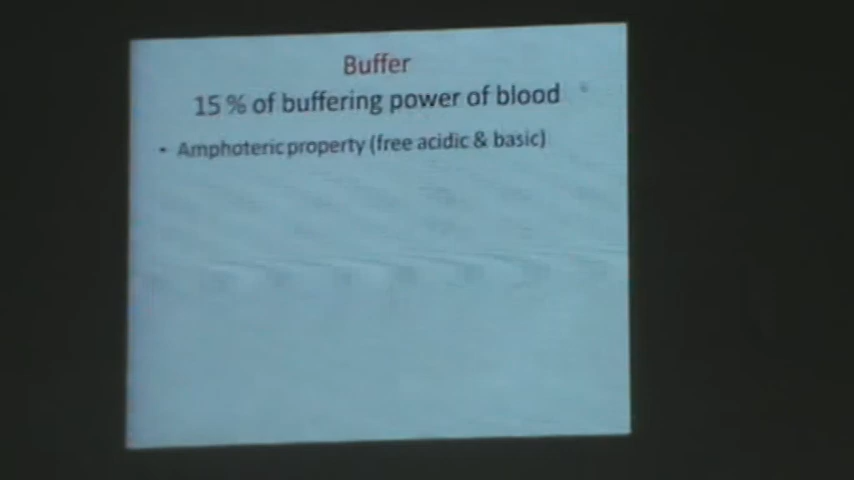 Buffer
15 % of buffering power of blood
• Amphoteric property (free acidic & basic)